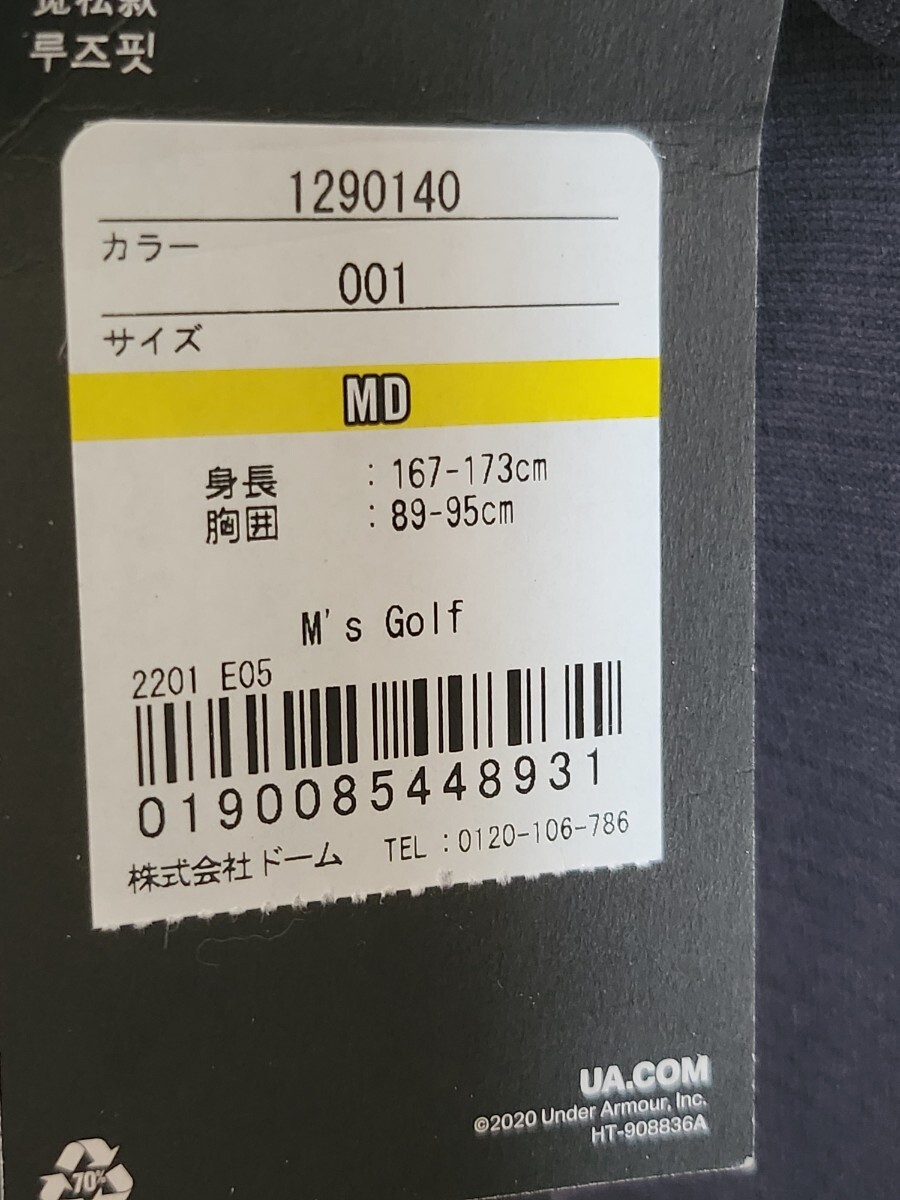 宽松款
루즈핏
1290140
カラー
001
サイズ
MD
身長 : 167-173cm
胸囲 : 89-95cm
M's Golf
2201 E05
0190085448931
株式会社ドーム TEL:0120-106-786
UA.COM
©2020 Under Armour, Inc.
HT-908836A
70%